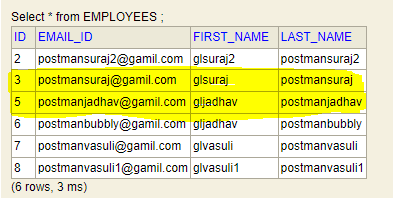 Select * from EMPLOYEES ;
ID EMAIL_ID FIRST_NAME LAST_NAME
2 postmansuraj2@gamil.com glsuraj2 postmansuraj2
3 postmansuraj@gamil.com glsuraj postmansuraj
5 postmanjadhav@gamil.com gljadhav postmanjadhav
6 postmanbubbly@gamil.com gljadhav postmanbubbly
7 postmanvasuli@gamil.com glvasuli postmanvasuli
8 postmanvasuli1@gamil.com glvasuli1 postmanvasuli1
(6 rows, 3 ms)